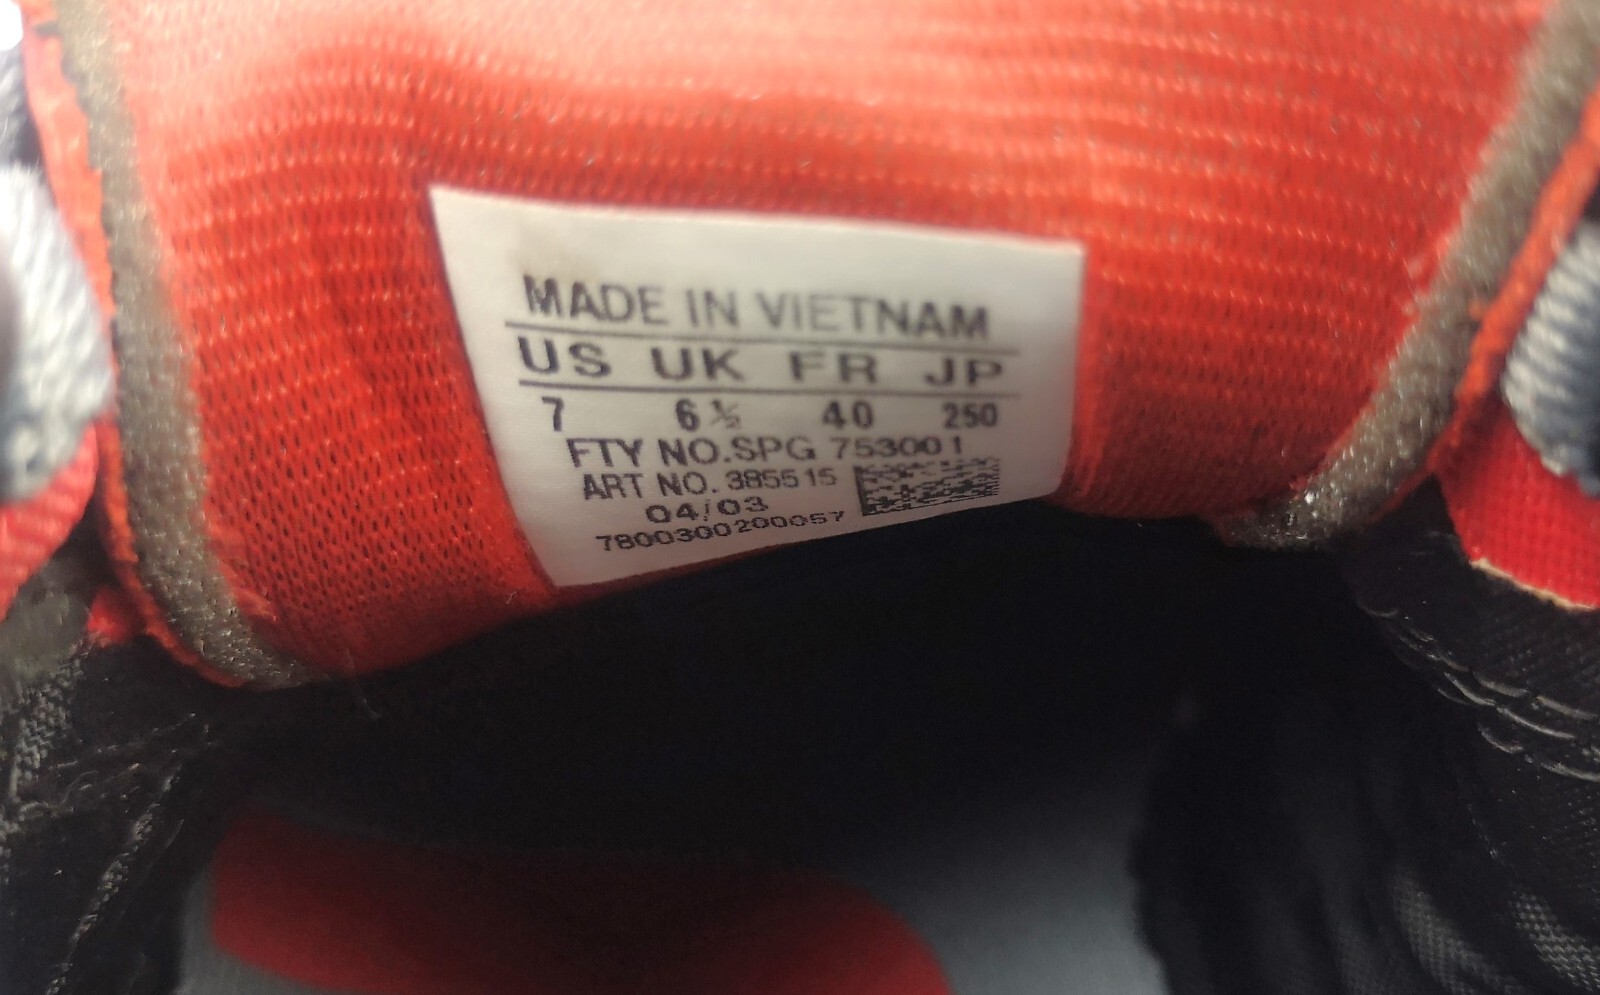 MADE IN VIETNAM
US UK FR JP
7 6½ 40 250
FTY NO.SPG 753001
ART NO. 385515
04/03
7800300200057